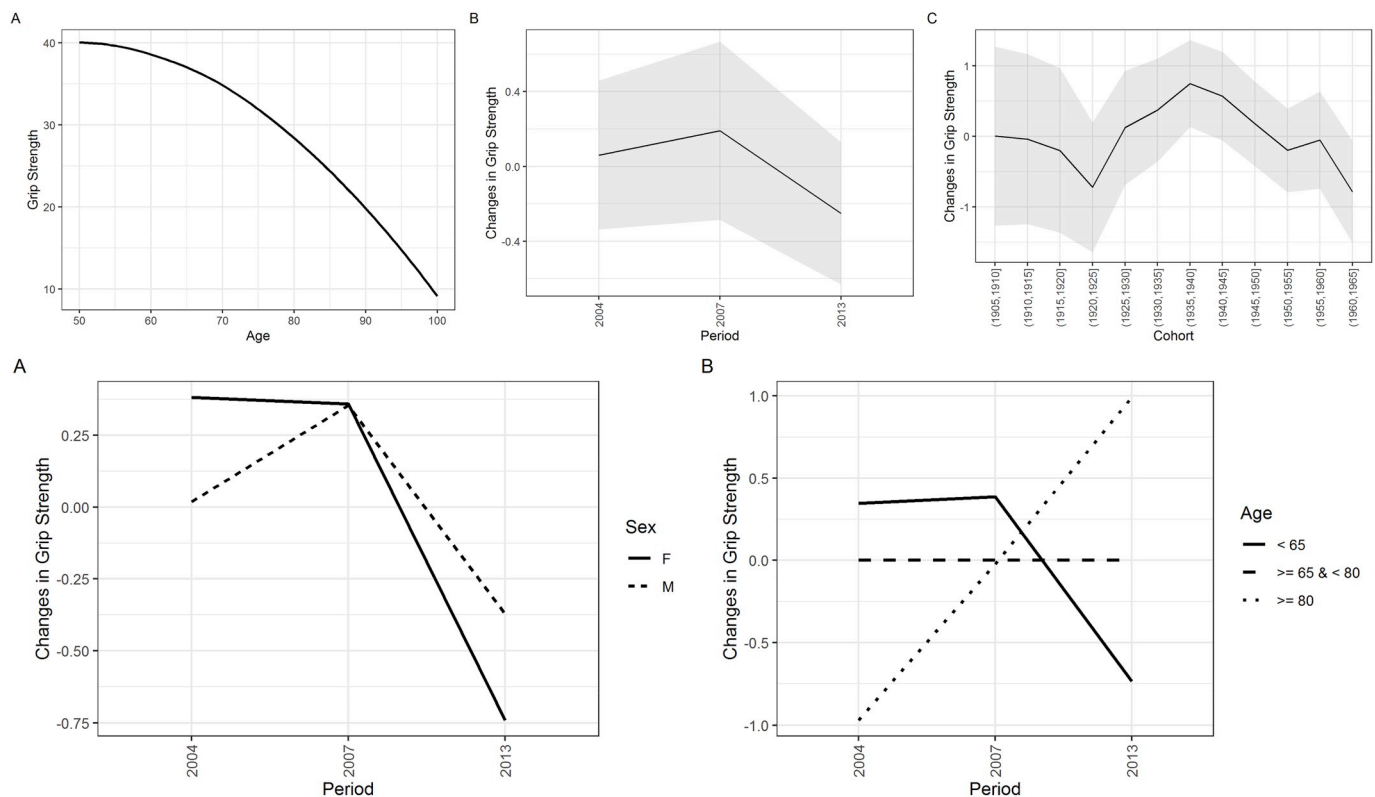 A
B
C
Grip Strength
40
30
20
10
50
60
70
80
90
100
Age
Changes in Grip Strength
0.4
0.0
-0.4
2004
2007
2013
Period
Changes in Grip Strength
1
0
-1
(1905,1910]
(1910,1915]
(1915,1920]
(1920,1925]
(1925,1930]
(1930,1935]
(1935,1940]
(1940,1945]
(1945,1950]
(1950,1955]
(1955,1960]
(1960,1965]
Cohort
A
Changes in Grip Strength
0.25
0.00
-0.25
-0.50
-0.75
2004
2007
2013
Period
Sex
F
M
B
Changes in Grip Strength
1.0
0.5
0.0
-0.5
-1.0
2004
2007
2013
Period
Age
< 65
>= 65 & < 80
>= 80